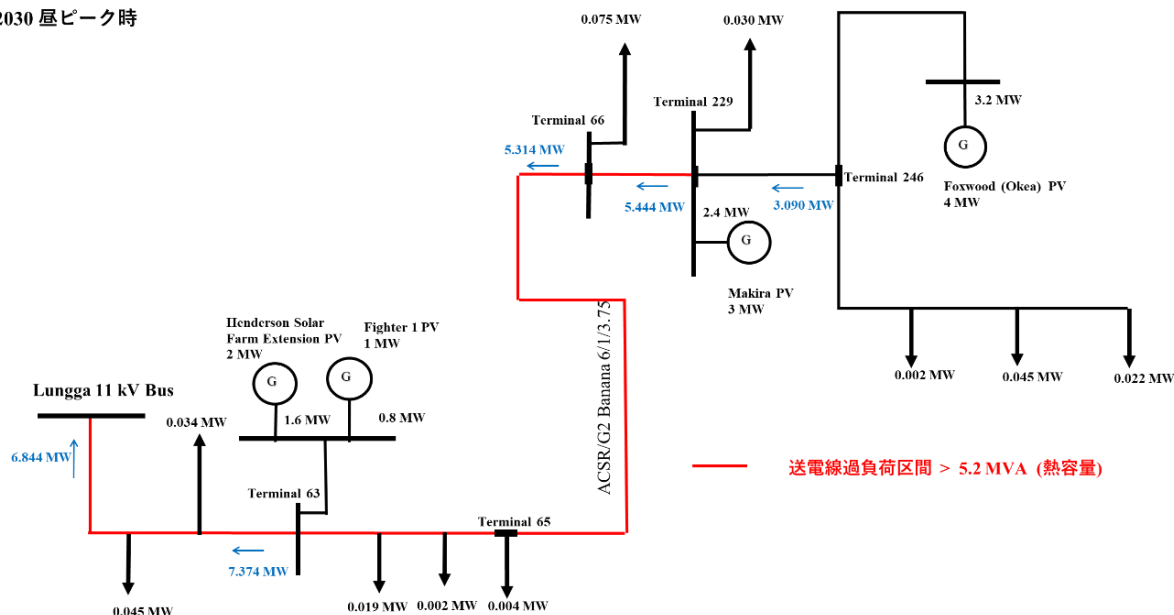 2030 昼ピーク時
0.075 MW
0.030 MW
Terminal 66
Terminal 229
3.2 MW
G
Foxwood (Okea) PV
4 MW
5.314 MW
5.444 MW
2.4 MW
3.090 MW
Terminal 246
G
Makira PV
3 MW
ACSR/G2 Banana 6/1/3.75
Henderson Solar
Farm Extension PV
2 MW
Fighter 1 PV
1 MW
G
G
Lungga 11 kV Bus
0.034 MW
1.6 MW
0.8 MW
6.844 MW
Terminal 63
Terminal 65
7.374 MW
0.045 MW
0.019 MW
0.002 MW
0.004 MW
0.002 MW
0.045 MW
0.022 MW
送電線過負荷区間 > 5.2 MVA (熱容量)